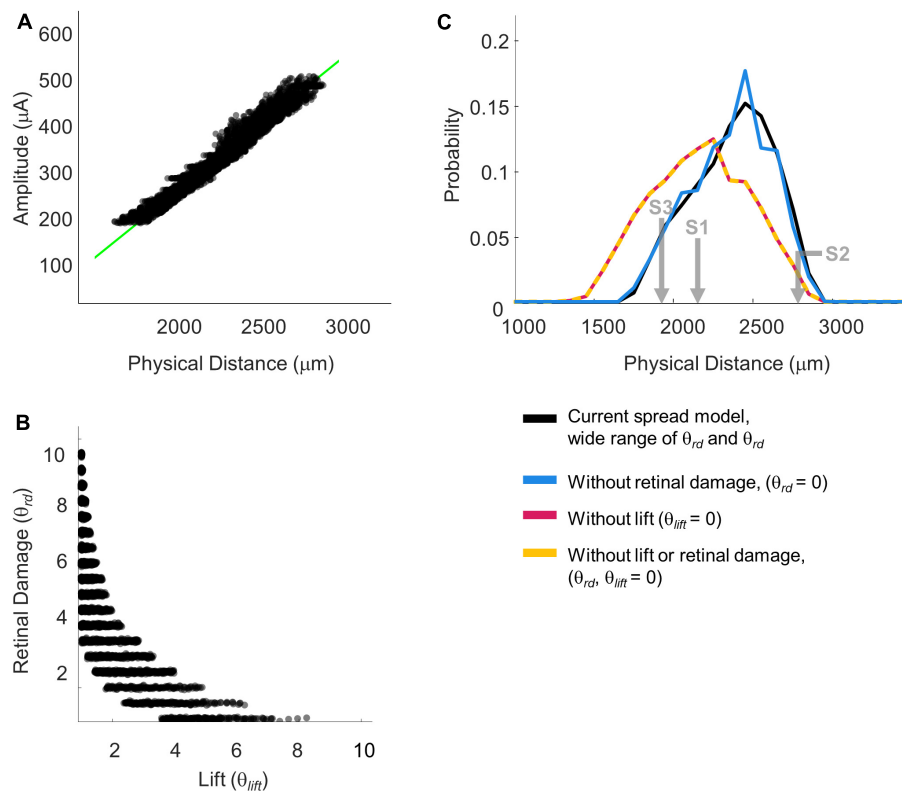 A
600
500
400
300
200
100
Amplitude (μA)
2000 2500 3000
Physical Distance (μm)
C
0.2
0.15
0.1
0.05
0
Probability
S3
S1
S2
1000 1500 2000 2500 3000
Physical Distance (μm)
B
10
8
6
4
2
Retinal Damage (θrd)
2 4 6 8 10
Lift (θlift)
Current spread model,
wide range of θrd and θrd
Without retinal damage, (θrd = 0)
Without lift (θlift = 0)
Without lift or retinal damage,
(θrd, θlift = 0)